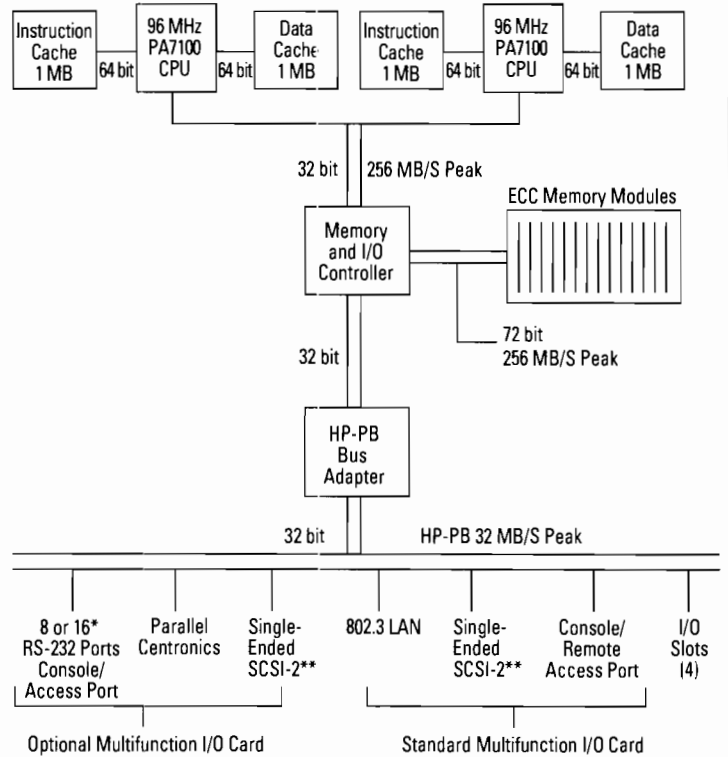 Instruction
Cache
1 MB
64 bit
96 MHz
PA7100
CPU
64 bit
Data
Cache
1 MB
Instruction
Cache
1 MB
64 bit
96 MHz
PA7100
CPU
64 bit
Data
Cache
1 MB
32 bit
256 MB/S Peak
Memory
and I/O
Controller
ECC Memory Modules
72 bit
256 MB/S Peak
32 bit
HP-PB
Bus
Adapter
32 bit
HP-PB 32 MB/S Peak
8 or 16*
RS-232 Ports
Console/
Access Port
Parallel
Centronics
Single-
Ended
SCSI-2**
802.3 LAN
Single-
Ended
SCSI-2**
Console/
Remote
Access Port
I/O
Slots
(4)
Optional Multifunction I/O Card
Standard Multifunction I/O Card